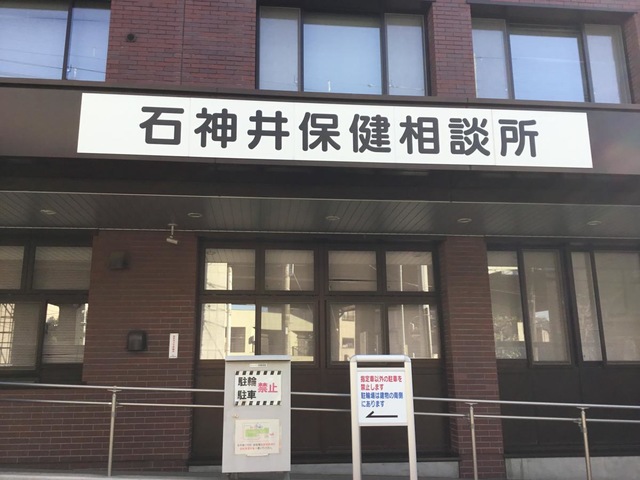 石神井保健相談所
駐輪
駐車
禁止
指定車以外の駐車を
禁止します
駐輪場は建物の南側
にあります